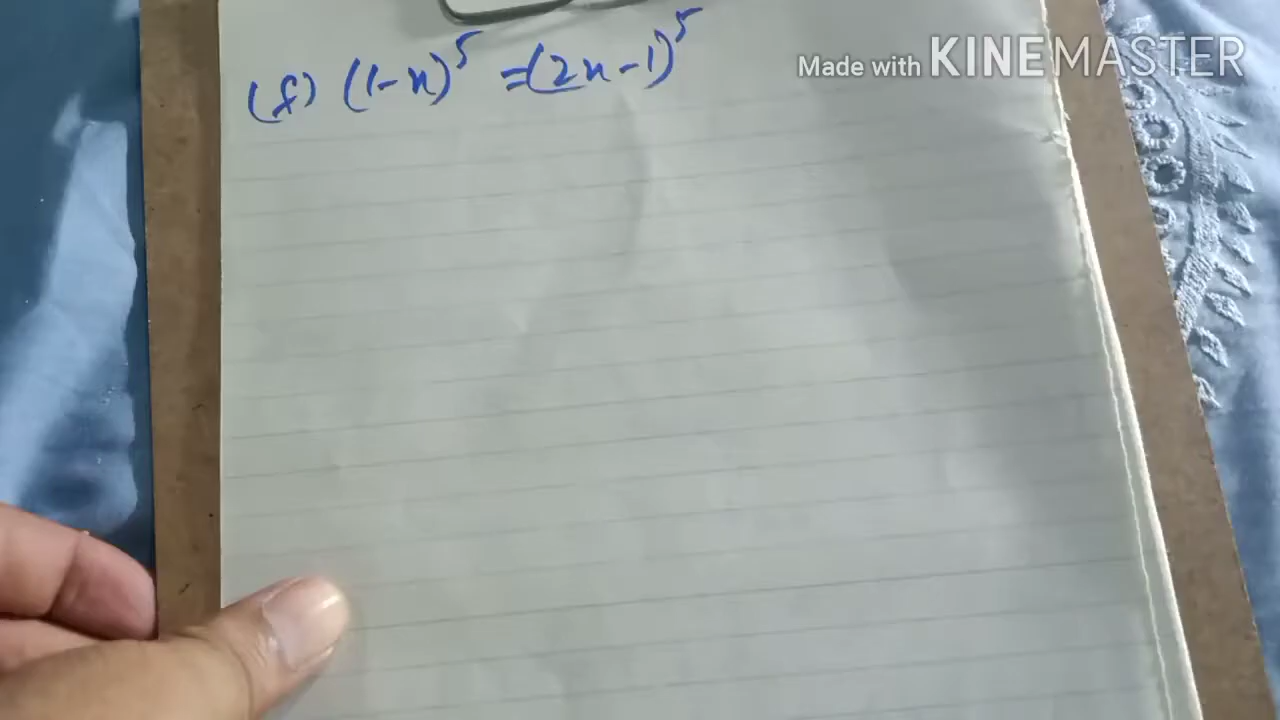 (f) (1-x)⁵ =(2x-1)⁵
Made with KINEMASTER